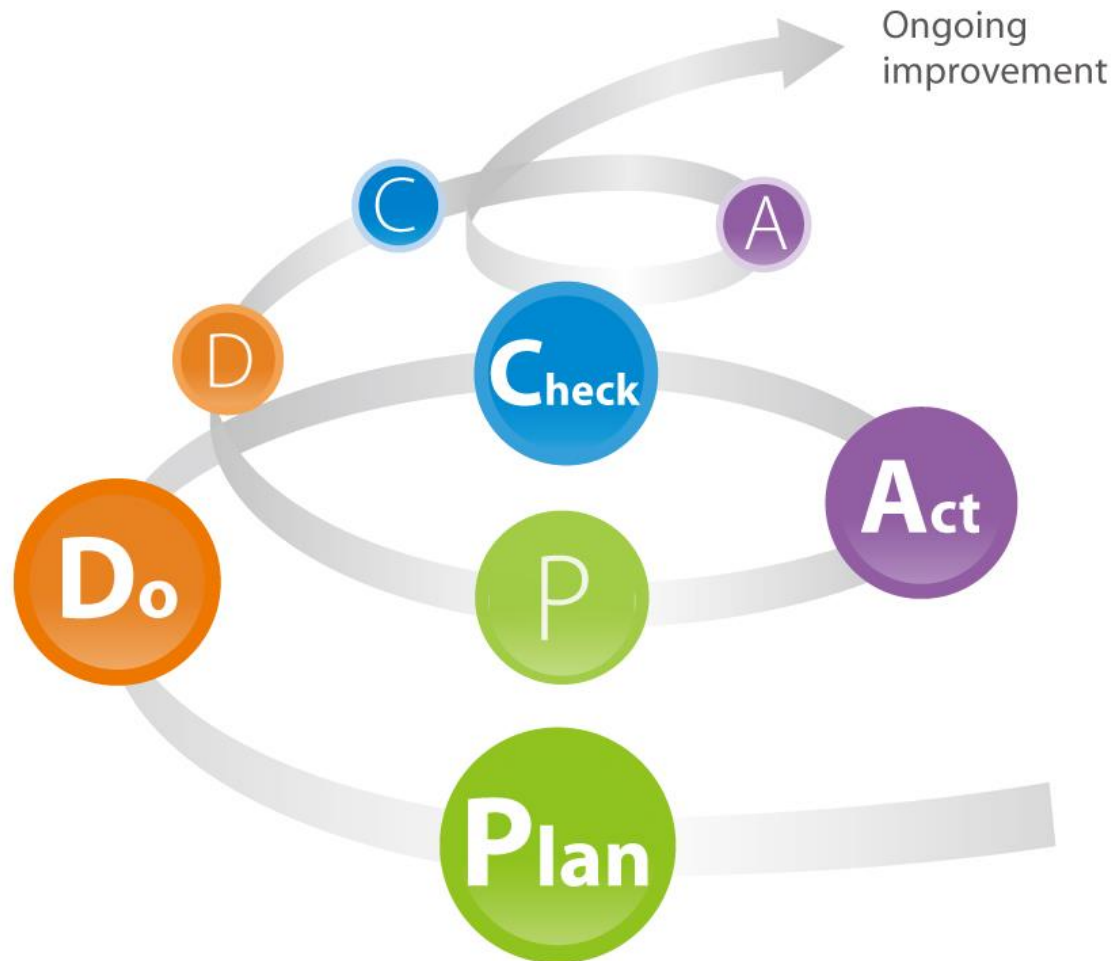 Ongoing
improvement
C
A
D
Check
Act
Do
P
Plan